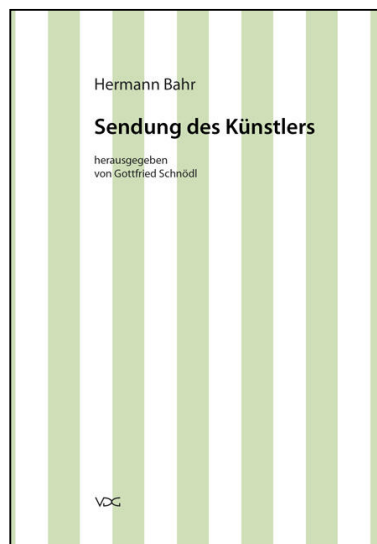 Hermann Bahr
Sendung des Künstlers
herausgegeben
von Gottfried Schnödl
VDG